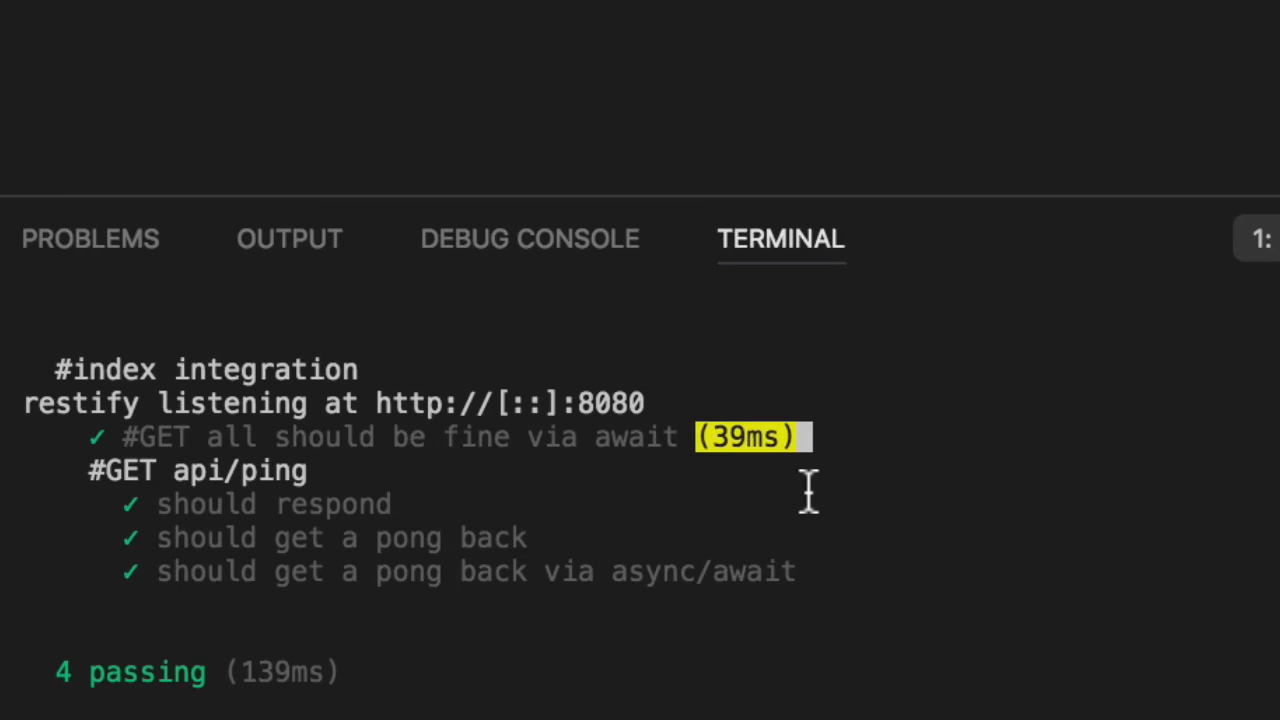 PROBLEMS OUTPUT DEBUG CONSOLE TERMINAL 1:
#index integration
restify listening at http://[::]:8080
✓ #GET all should be fine via await (39ms)
#GET api/ping
✓ should respond
✓ should get a pong back
✓ should get a pong back via async/await
4 passing (139ms)